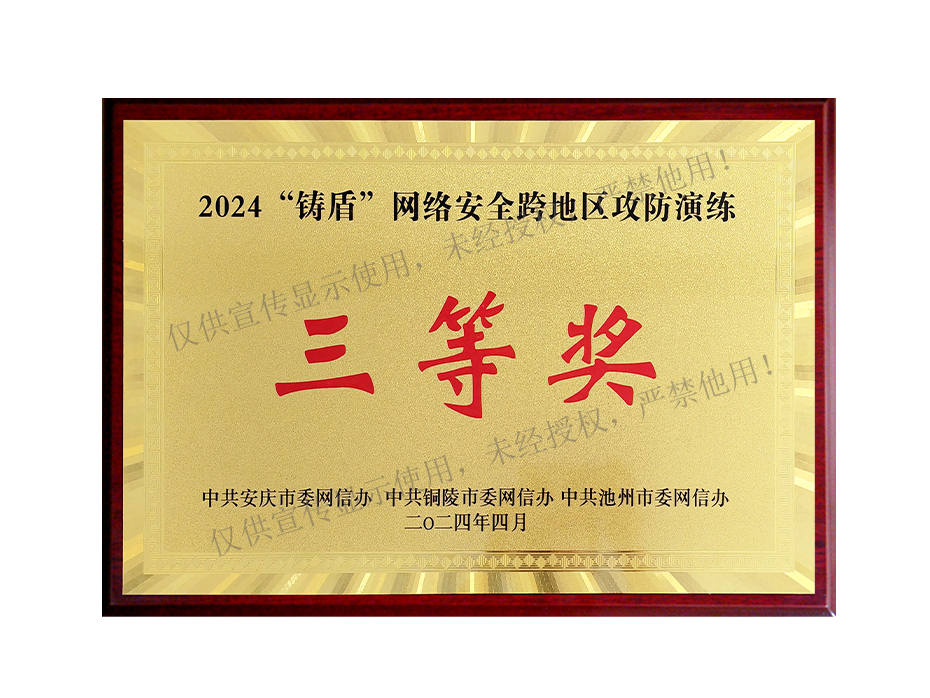 2024“铸盾”网络安全跨地区攻防演练
仅供宣传显示使用，未经授权，严禁他用！
三等奖
仅供宣传显示使用，未经授权，严禁他用！
中共安庆市委网信办 中共铜陵市委网信办 中共池州市委网信办
二〇二四年四月